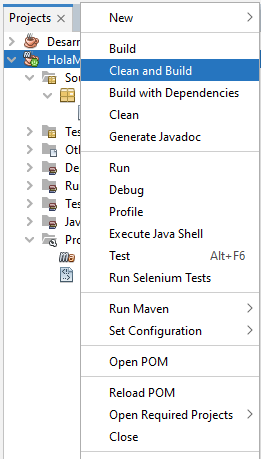 Projects
New
Desarr
HolaM
Build
Sou
Clean and Build
Build with Dependencies
Clean
Tes
Generate Javadoc
Oth
De
Run
Ru
Debug
Tes
Profile
Jav
Execute Java Shell
Pro
Test Alt+F6
Run Selenium Tests
Run Maven
Set Configuration
Open POM
Reload POM
Open Required Projects
Close